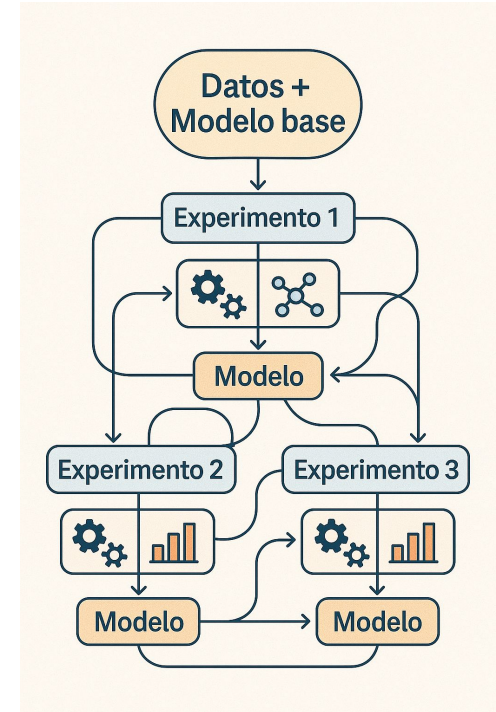 Datos +
Modelo base
Experimento 1
Modelo
Experimento 2
Experimento 3
Modelo
Modelo